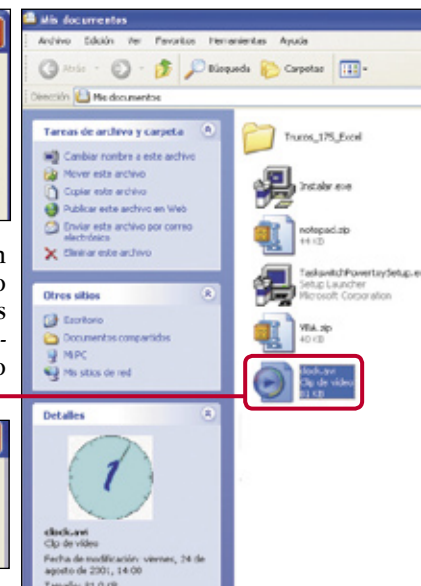 Mis documentos
Archivo Edición Ver Favoritos Herramientas Ayuda
Atrás Búsqueda Carpetas
Dirección Mis documentos
Tareas de archivo y carpeta
Cambiar nombre a este archivo
Mover este archivo
Copiar este archivo
Publicar este archivo en Web
Enviar este archivo por correo
electrónico
Eliminar este archivo
Otros sitios
Escritorio
Documentos compartidos
Mi PC
Mis sitios de red
Detalles
clock.avi
Clip de vídeo
Fecha de modificación: viernes, 24 de
agosto de 2001, 14:00
Tamaño: 81,0 KB
Trucos_175_Excel
Instalar.exe
notepad.zip
44 KB
TaskswitchPowertoySetup.e
Setup Launcher
Microsoft Corporation
VBA.zip
40 KB
clock.avi
Clip de vídeo
81 KB
n
o
s
-
o